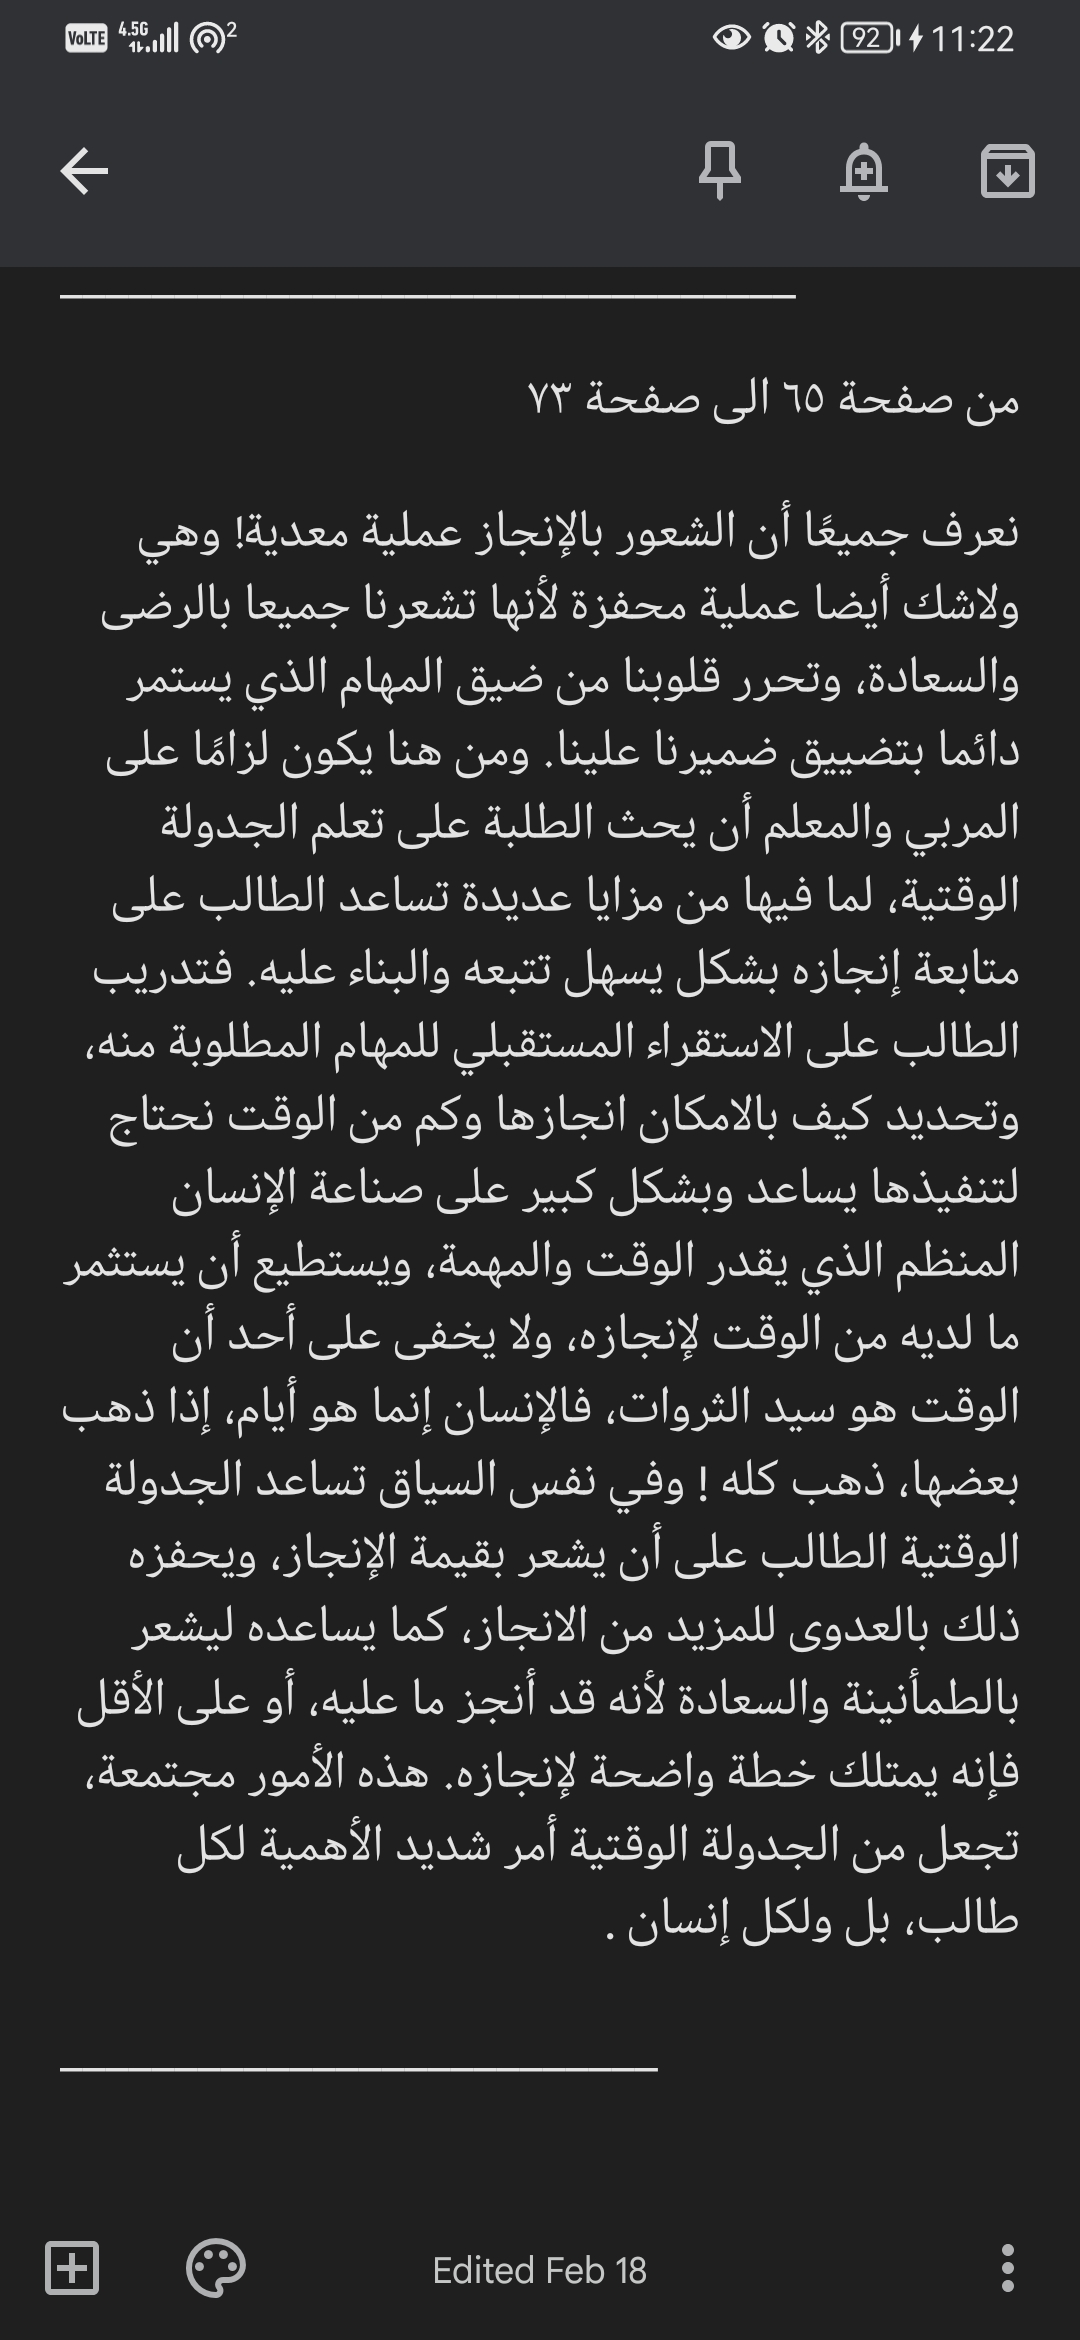 VoLTE 4.5G 2 92 11:22
من صفحة ٦٥ الى صفحة ٧٣
نعرف جميعًا أن الشعور بالإنجاز عملية معدية! وهي
ولاشك أيضا عملية محفزة لأنها تشعرنا جميعا بالرضى
والسعادة، وتحرر قلوبنا من ضيق المهام الذي يستمر
دائما بتضييق ضميرنا علينا. ومن هنا يكون لزامًا على
المربي والمعلم أن يحث الطلبة على تعلم الجدولة
الوقتية، لما فيها من مزايا عديدة تساعد الطالب على
متابعة إنجازه بشكل يسهل تتبعه والبناء عليه. فتدريب
الطالب على الاستقراء المستقبلي للمهام المطلوبة منه،
وتحديد كيف بالامكان انجازها وكم من الوقت نحتاج
لتنفيذها يساعد وبشكل كبير على صناعة الإنسان
المنظم الذي يقدر الوقت والمهمة، ويستطيع أن يستثمر
ما لديه من الوقت لإنجازه، ولا يخفى على أحد أن
الوقت هو سيد الثروات، فالإنسان إنما هو أيام، إذا ذهب
بعضها، ذهب كله ! وفي نفس السياق تساعد الجدولة
الوقتية الطالب على أن يشعر بقيمة الإنجاز، ويحفزه
ذلك بالعدوى للمزيد من الانجاز، كما يساعده ليشعر
بالطمأنينة والسعادة لأنه قد أنجز ما عليه، أو على الأقل
فإنه يمتلك خطة واضحة لإنجازه. هذه الأمور مجتمعة،
تجعل من الجدولة الوقتية أمر شديد الأهمية لكل
طالب، بل ولكل إنسان .
Edited Feb 18